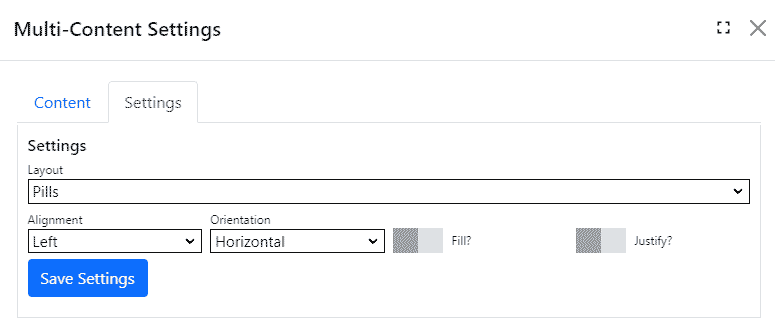 Multi-Content Settings
Content Settings
Settings
Layout
Pills
Alignment Orientation
Left Horizontal Fill? Justify?
Save Settings